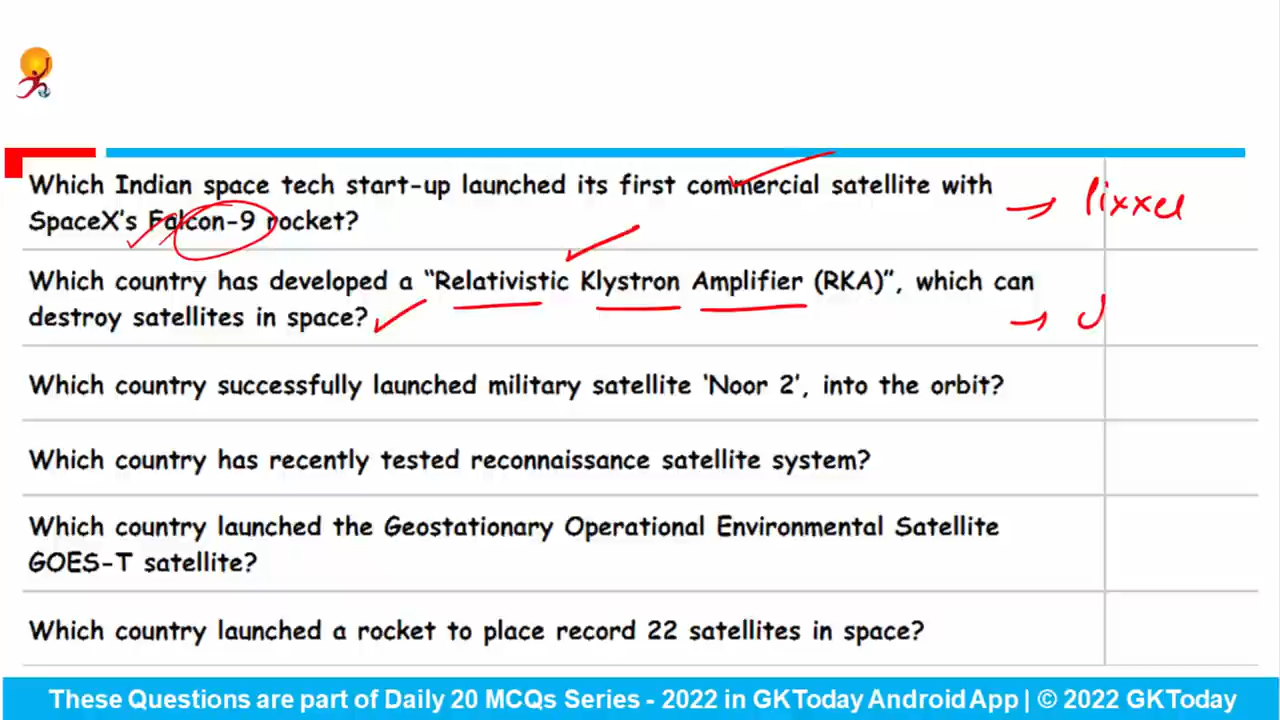 Which Indian space tech start-up launched its first commercial satellite with
SpaceX's Falcon-9 rocket?
Pixxel
Which country has developed a “Relativistic Klystron Amplifier (RKA)”, which can
destroy satellites in space?
Which country successfully launched military satellite ‘Noor 2’, into the orbit?
Which country has recently tested reconnaissance satellite system?
Which country launched the Geostationary Operational Environmental Satellite
GOES-T satellite?
Which country launched a rocket to place record 22 satellites in space?
These Questions are part of Daily 20 MCQs Series - 2022 in GKToday Android App | © 2022 GKToday